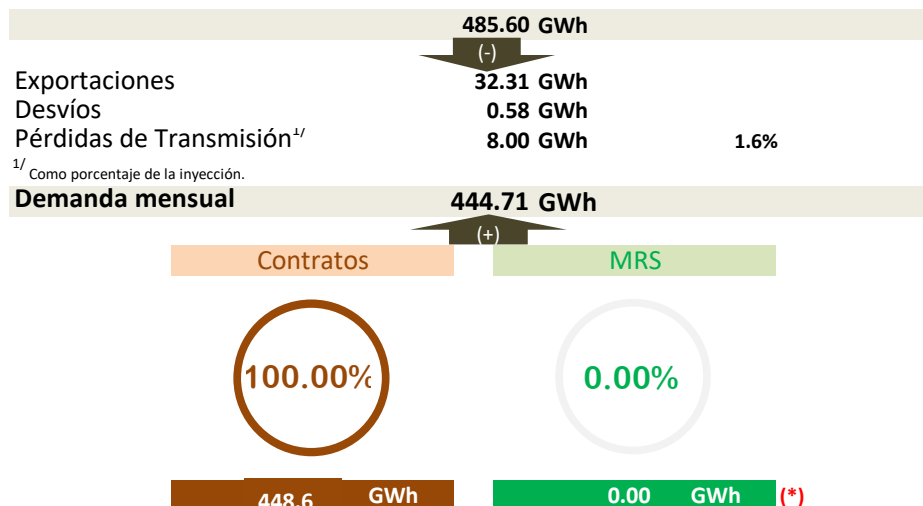 485.60 GWh
(-)
Exportaciones 32.31 GWh
Desvíos 0.58 GWh
Pérdidas de Transmisión1/ 8.00 GWh 1.6%
1/ Como porcentaje de la inyección.
Demanda mensual 444.71 GWh
(+)
Contratos MRS
100.00% 0.00%
448.6 GWh 0.00 GWh (*)